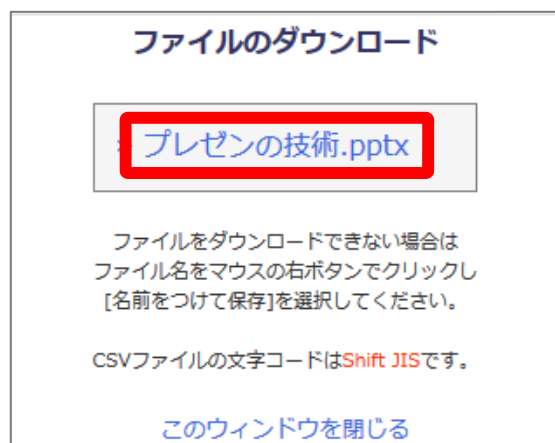 ファイルのダウンロード
» プレゼンの技術.pptx
ファイルをダウンロードできない場合は
ファイル名をマウスの右ボタンでクリックし
[名前をつけて保存]を選択してください。
CSVファイルの文字コードはShift JISです。
このウィンドウを閉じる